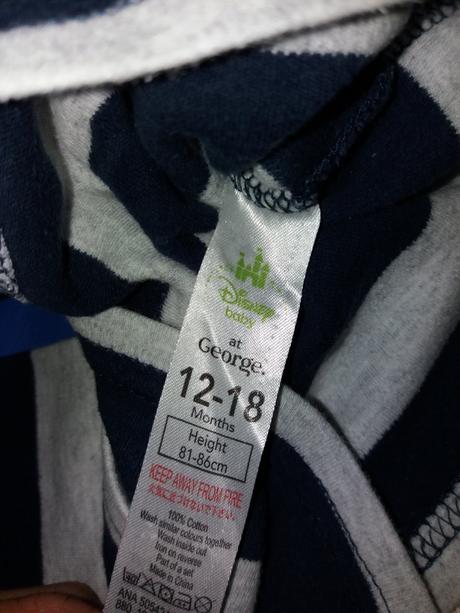 Disney
baby
at
George.
12-18
Months
Height
81-86cm
KEEP AWAY FROM FIRE
100% Cotton
Wash similar colours together
Wash inside out
Iron on reverse
Part of a set
Made in China